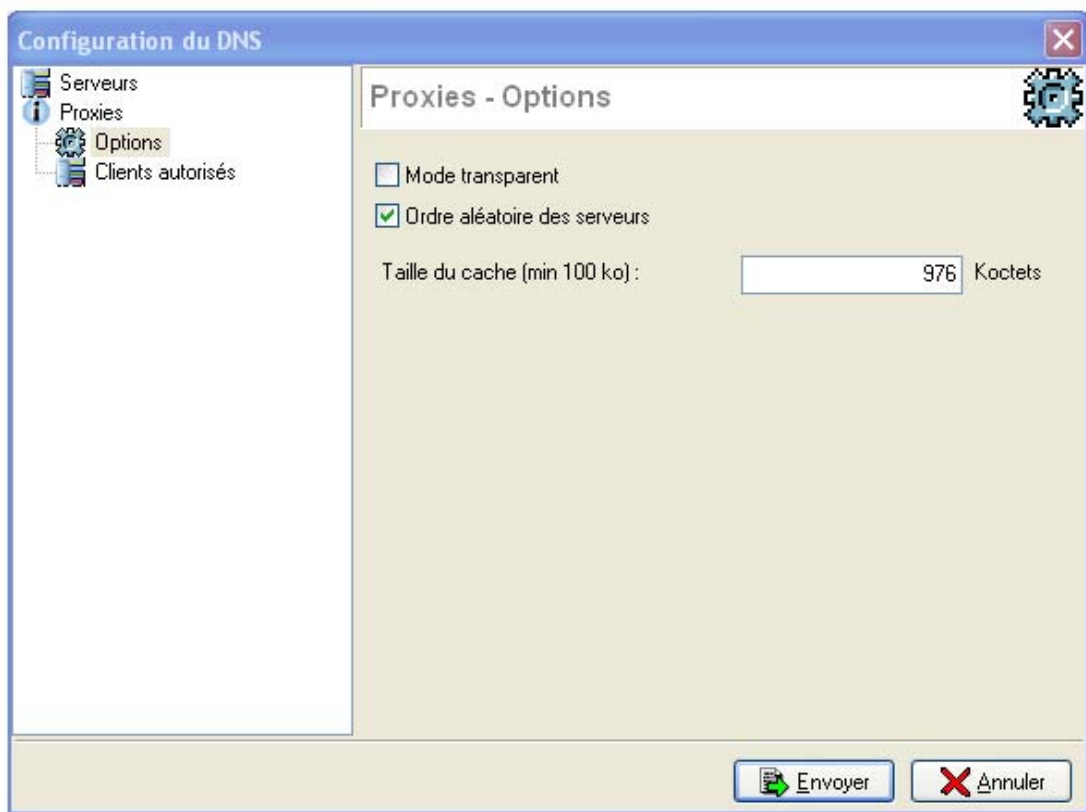 Configuration du DNS
Serveurs
Proxies
Options
Clients autorisés
Proxies - Options
Mode transparent
Ordre aléatoire des serveurs
Taille du cache (min 100 ko) : 976 Koctets
Envoyer Annuler